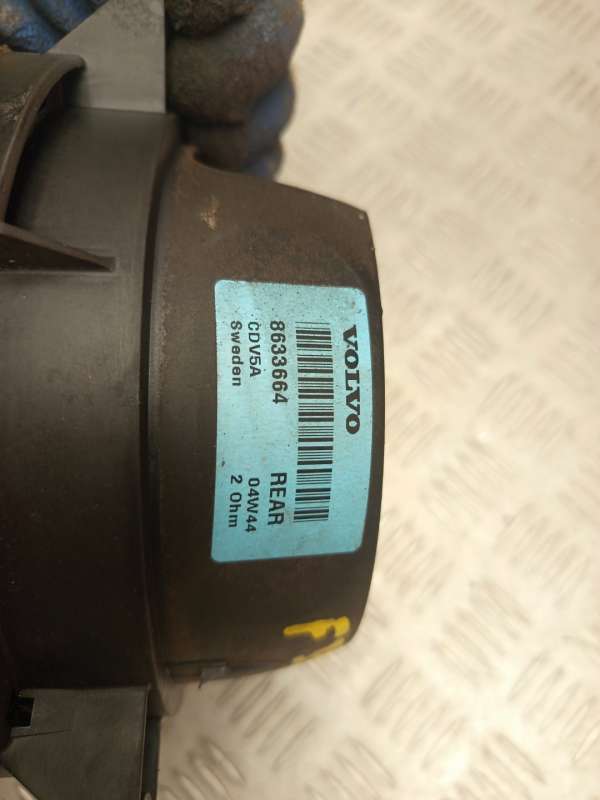 VOLVO
8633664 REAR
CDV5A 04W44
Sweden 2 Ohm